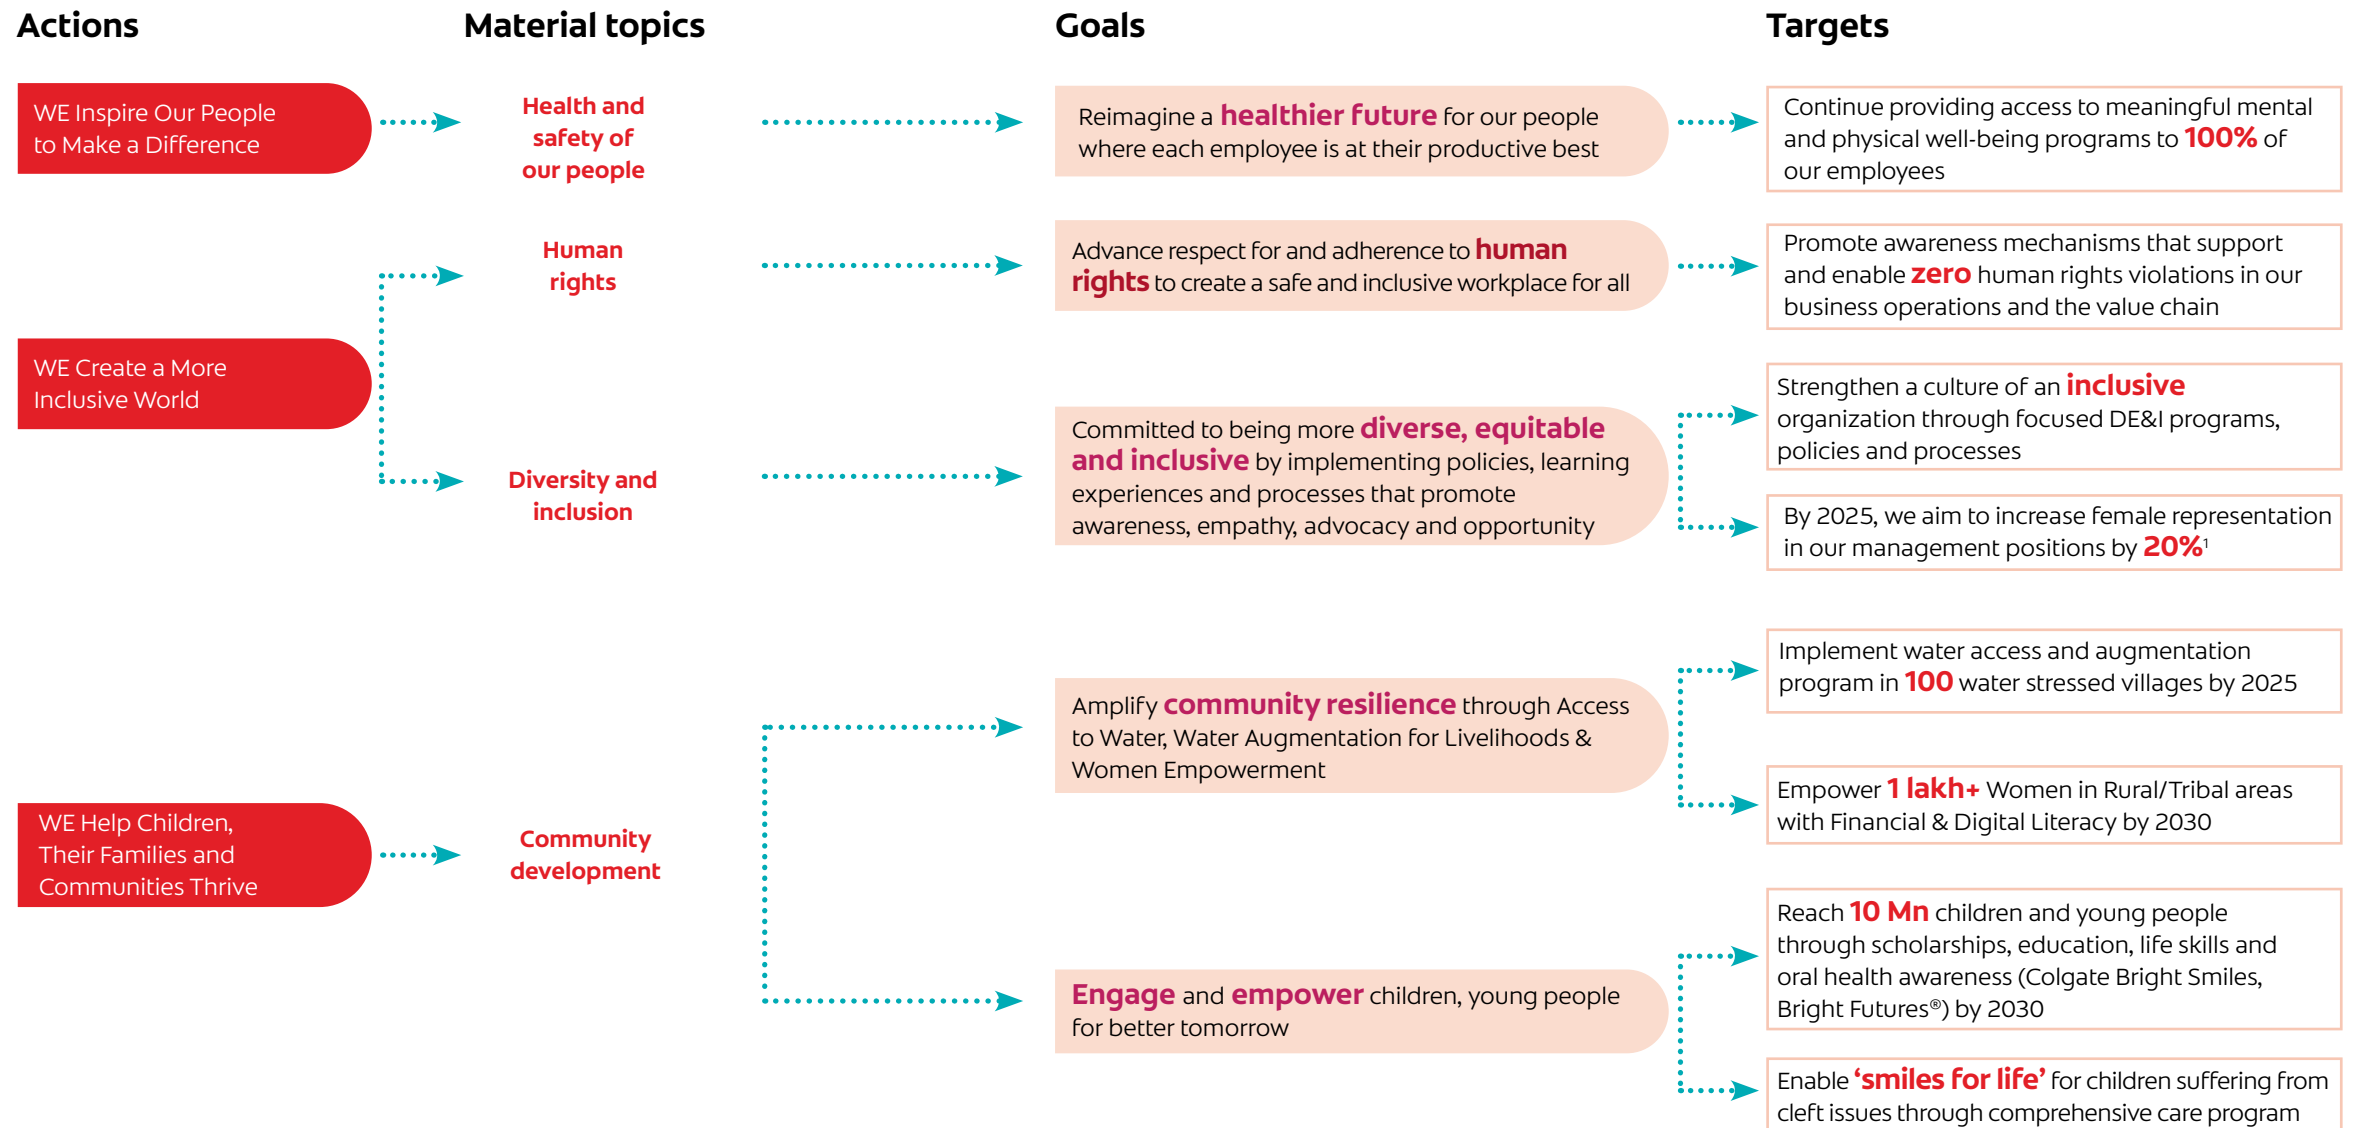 Actions
Material topics
Goals
Targets
WE Inspire Our People
to Make a Difference
Health and
safety of
our people
Reimagine a healthier future for our people
where each employee is at their productive best
Continue providing access to meaningful mental
and physical well-being programs to 100% of
our employees
WE Create a More
Inclusive World
Human
rights
Advance respect for and adherence to human
rights to create a safe and inclusive workplace for all
Promote awareness mechanisms that support
and enable zero human rights violations in our
business operations and the value chain
Diversity and
inclusion
Committed to being more diverse, equitable
and inclusive by implementing policies, learning
experiences and processes that promote
awareness, empathy, advocacy and opportunity
Strengthen a culture of an inclusive
organization through focused DE&I programs,
policies and processes
By 2025, we aim to increase female representation
in our management positions by 20%¹
WE Help Children,
Their Families and
Communities Thrive
Community
development
Amplify community resilience through Access
to Water, Water Augmentation for Livelihoods &
Women Empowerment
Implement water access and augmentation
program in 100 water stressed villages by 2025
Empower 1 lakh+ Women in Rural/Tribal areas
with Financial & Digital Literacy by 2030
Engage and empower children, young people
for better tomorrow
Reach 10 Mn children and young people
through scholarships, education, life skills and
oral health awareness (Colgate Bright Smiles,
Bright Futures®) by 2030
Enable ‘smiles for life’ for children suffering from
cleft issues through comprehensive care program